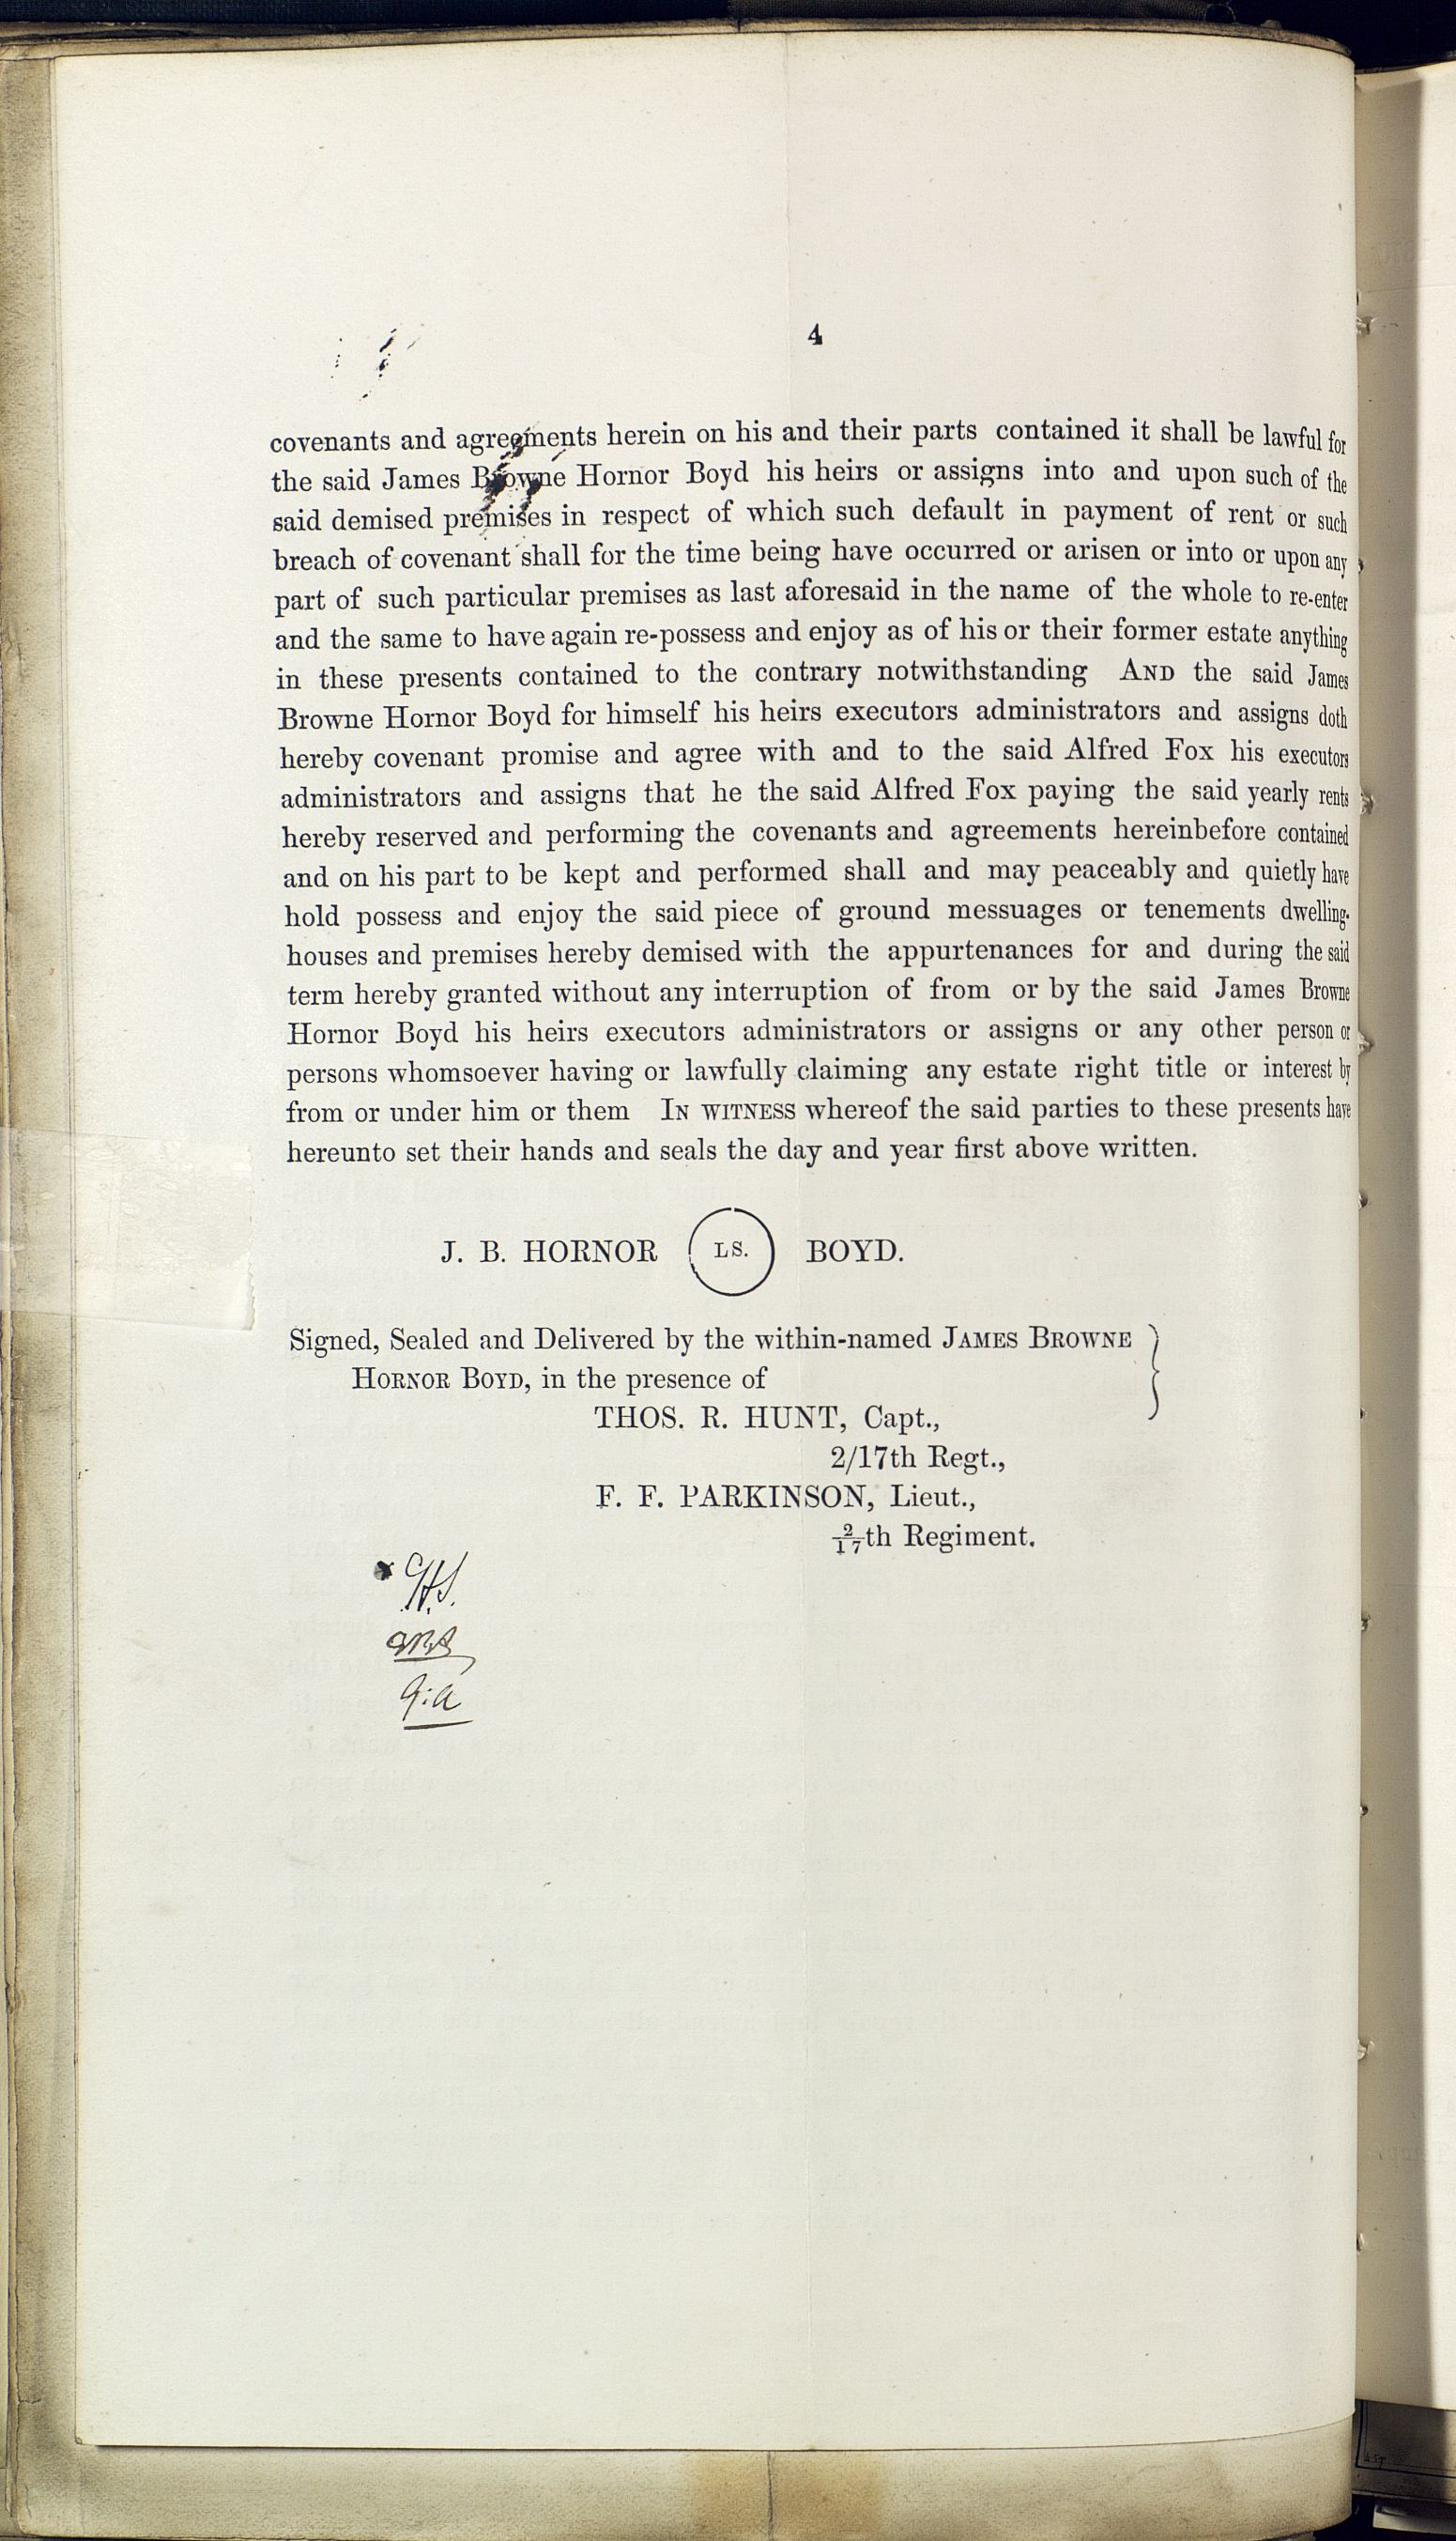 4
covenants and agreements herein on his and their parts contained it shall be lawful for
the said James Browne Hornor Boyd his heirs or assigns into and upon such of the
said demised premises in respect of which such default in payment of rent or such
breach of covenant shall for the time being have occurred or arisen or into or upon any
part of such particular premises as last aforesaid in the name of the whole to re-enter
and the same to have again re-possess and enjoy as of his or their former estate anything
in these presents contained to the contrary notwithstanding AND the said James
Browne Hornor Boyd for himself his heirs executors administrators and assigns doth
hereby covenant promise and agree with and to the said Alfred Fox his executors
administrators and assigns that he the said Alfred Fox paying the said yearly rents
hereby reserved and performing the covenants and agreements hereinbefore contained
and on his part to be kept and performed shall and may peaceably and quietly have
hold possess and enjoy the said piece of ground messuages or tenements dwelling-
houses and premises hereby demised with the appurtenances for and during the said
term hereby granted without any interruption of from or by the said James Browne
Hornor Boyd his heirs executors administrators or assigns or any other person or
persons whomsoever having or lawfully claiming any estate right title or interest by
from or under him or them IN WITNESS whereof the said parties to these presents have
hereunto set their hands and seals the day and year first above written.
J. B. HORNOR LS. BOYD.
Signed, Sealed and Delivered by the within-named JAMES BROWNE
HORNOR BOYD, in the presence of
THOS. R. HUNT, Capt.,
2/17th Regt.,
F. F. PARKINSON, Lieut.,
2/17th Regiment.